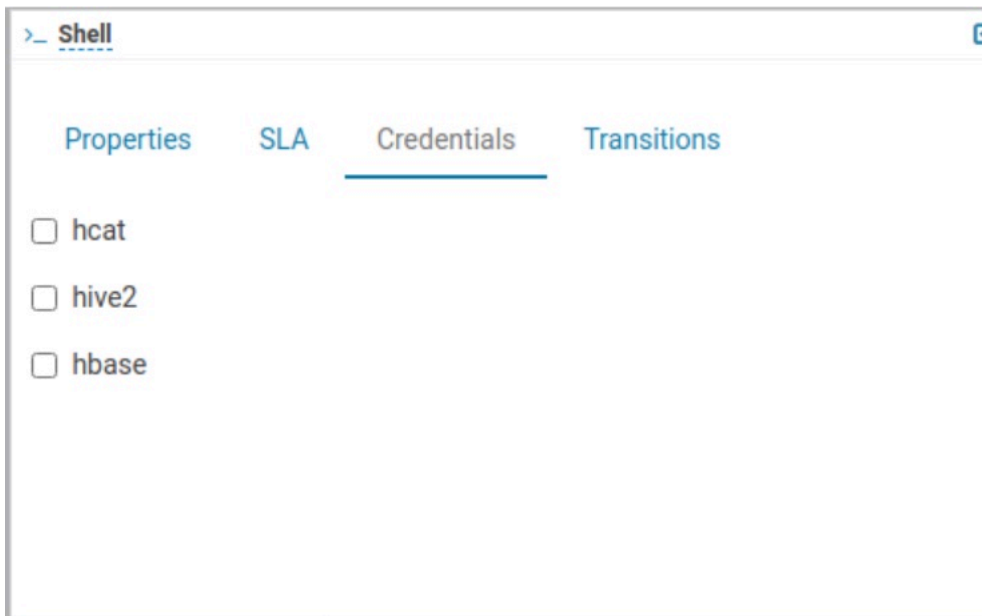 >_ Shell
Properties SLA Credentials Transitions
hcat
hive2
hbase